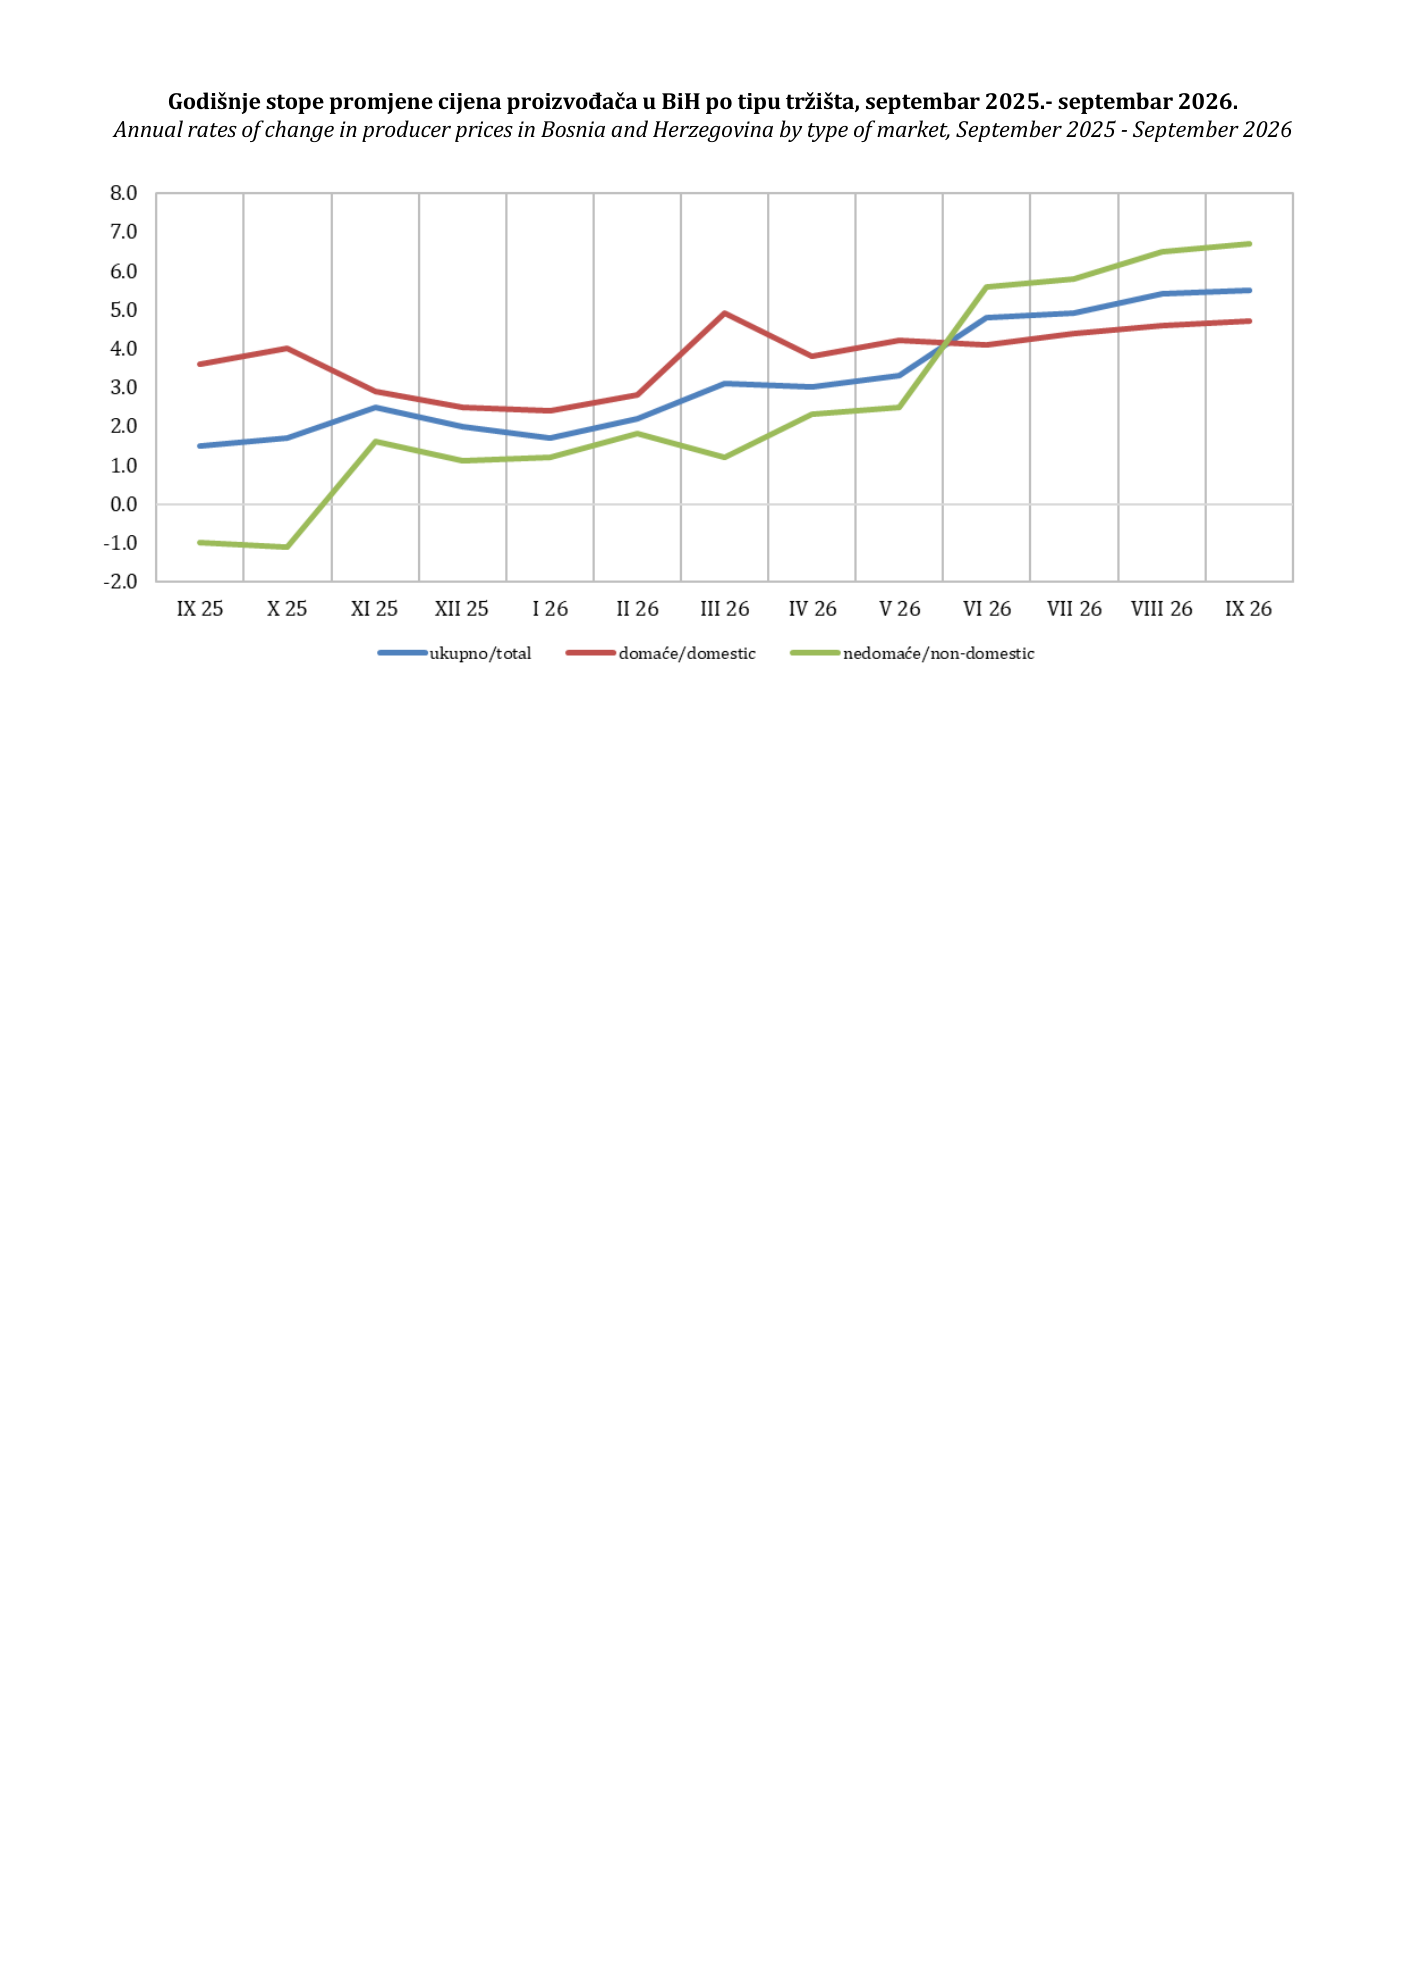 Godišnje stope promjene cijena proizvođača u BiH po tipu tržišta, septembar 2025.- septembar 2026.
Annual rates of change in producer prices in Bosnia and Herzegovina by type of market, September 2025 - September 2026
8.0
7.0
6.0
5.0
4.0
3.0
2.0
1.0
0.0
-1.0
-2.0
IX 25 X 25 XI 25 XII 25 I 26 II 26 III 26 IV 26 V 26 VI 26 VII 26 VIII 26 IX 26
ukupno/total domaće/domestic nedomaće/non-domestic